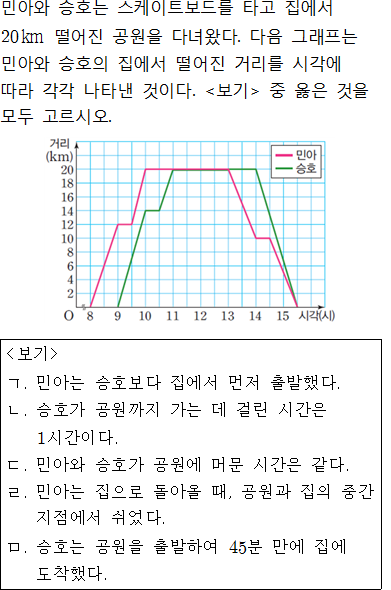 민아와 승호는 스케이트보드를 타고 집에서
20 km 떨어진 공원을 다녀왔다. 다음 그래프는
민아와 승호의 집에서 떨어진 거리를 시각에
따라 각각 나타낸 것이다. <보기> 중 옳은 것을
모두 고르시오.
거리
(km)
민아
승호
20
18
16
14
12
10
8
6
4
2
O 8 9 10 11 12 13 14 15 시각(시)
<보기>
ㄱ. 민아는 승호보다 집에서 먼저 출발했다.
ㄴ. 승호가 공원까지 가는 데 걸린 시간은
1시간이다.
ㄷ. 민아와 승호가 공원에 머문 시간은 같다.
ㄹ. 민아는 집으로 돌아올 때, 공원과 집의 중간
지점에서 쉬었다.
ㅁ. 승호는 공원을 출발하여 45분 만에 집에
도착했다.